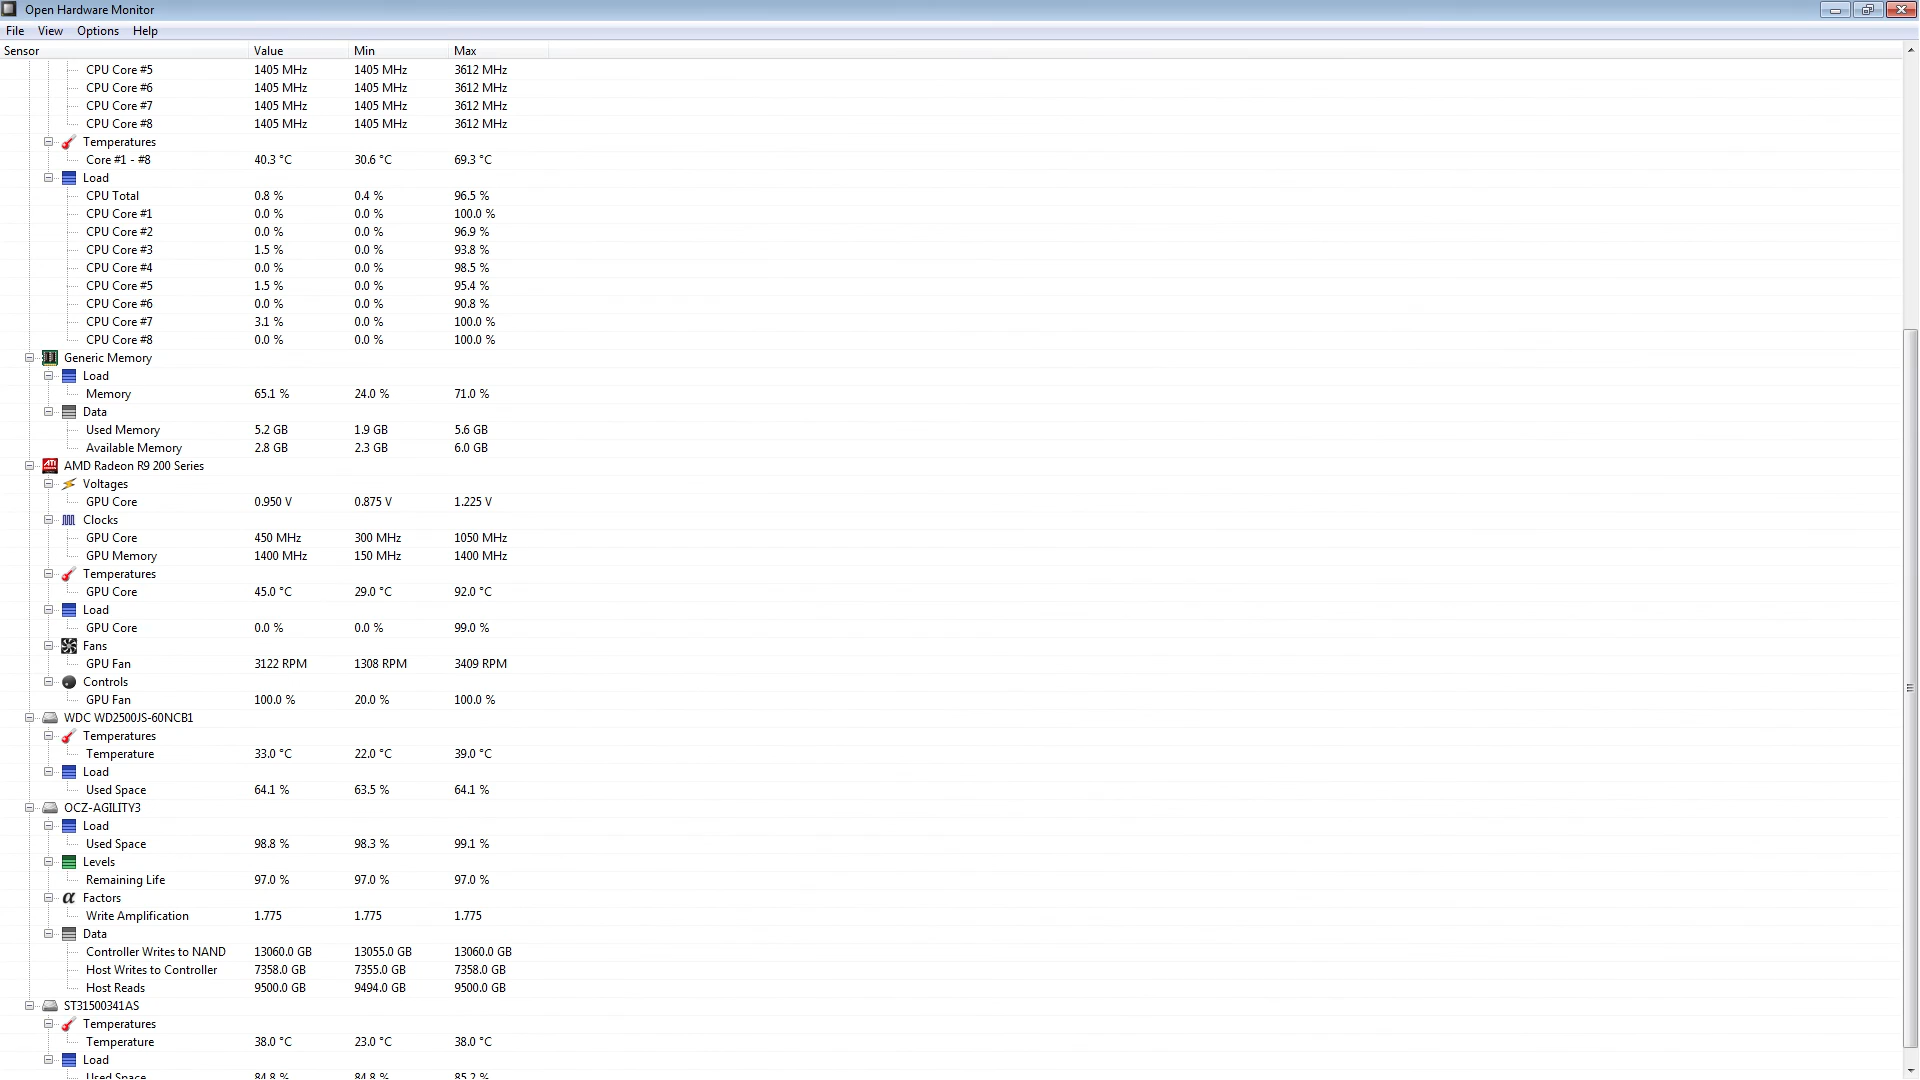 Open Hardware Monitor
File View Options Help
Sensor Value Min Max
CPU Core #5 1405 MHz 1405 MHz 3612 MHz
CPU Core #6 1405 MHz 1405 MHz 3612 MHz
CPU Core #7 1405 MHz 1405 MHz 3612 MHz
CPU Core #8 1405 MHz 1405 MHz 3612 MHz
Temperatures
Core #1 - #8 40.3 °C 30.6 °C 69.3 °C
Load
CPU Total 0.8 % 0.4 % 96.5 %
CPU Core #1 0.0 % 0.0 % 100.0 %
CPU Core #2 0.0 % 0.0 % 96.9 %
CPU Core #3 1.5 % 0.0 % 93.8 %
CPU Core #4 0.0 % 0.0 % 98.5 %
CPU Core #5 1.5 % 0.0 % 95.4 %
CPU Core #6 0.0 % 0.0 % 90.8 %
CPU Core #7 3.1 % 0.0 % 100.0 %
CPU Core #8 0.0 % 0.0 % 100.0 %
Generic Memory
Load
Memory 65.1 % 24.0 % 71.0 %
Data
Used Memory 5.2 GB 1.9 GB 5.6 GB
Available Memory 2.8 GB 2.3 GB 6.0 GB
ATI AMD Radeon R9 200 Series
Voltages
GPU Core 0.950 V 0.875 V 1.225 V
Clocks
GPU Core 450 MHz 300 MHz 1050 MHz
GPU Memory 1400 MHz 150 MHz 1400 MHz
Temperatures
GPU Core 45.0 °C 29.0 °C 92.0 °C
Load
GPU Core 0.0 % 0.0 % 99.0 %
Fans
GPU Fan 3122 RPM 1308 RPM 3409 RPM
Controls
GPU Fan 100.0 % 20.0 % 100.0 %
WDC WD2500JS-60NCB1
Temperatures
Temperature 33.0 °C 22.0 °C 39.0 °C
Load
Used Space 64.1 % 63.5 % 64.1 %
OCZ-AGILITY3
Load
Used Space 98.8 % 98.3 % 99.1 %
Levels
Remaining Life 97.0 % 97.0 % 97.0 %
α Factors
Write Amplification 1.775 1.775 1.775
Data
Controller Writes to NAND 13060.0 GB 13055.0 GB 13060.0 GB
Host Writes to Controller 7358.0 GB 7355.0 GB 7358.0 GB
Host Reads 9500.0 GB 9494.0 GB 9500.0 GB
ST31500341AS
Temperatures
Temperature 38.0 °C 23.0 °C 38.0 °C
Load
Used Space 84.8 % 84.8 % 85.2 %